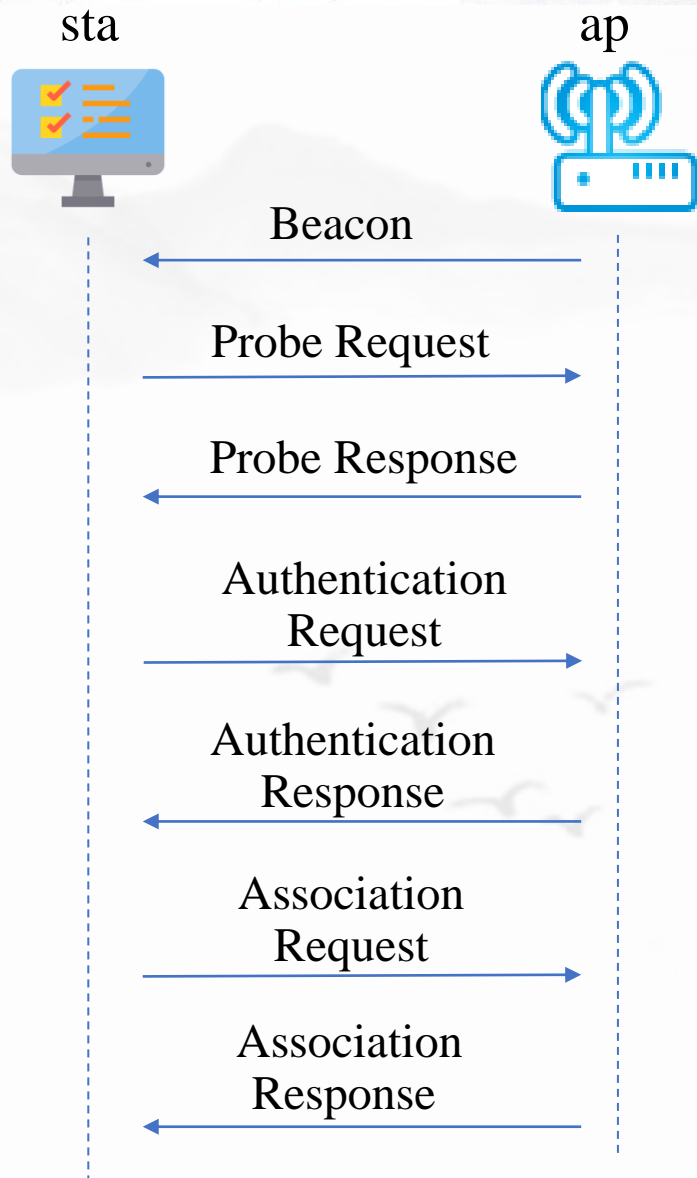 sta
ap
Beacon
Probe Request
Probe Response
Authentication
Request
Authentication
Response
Association
Request
Association
Response